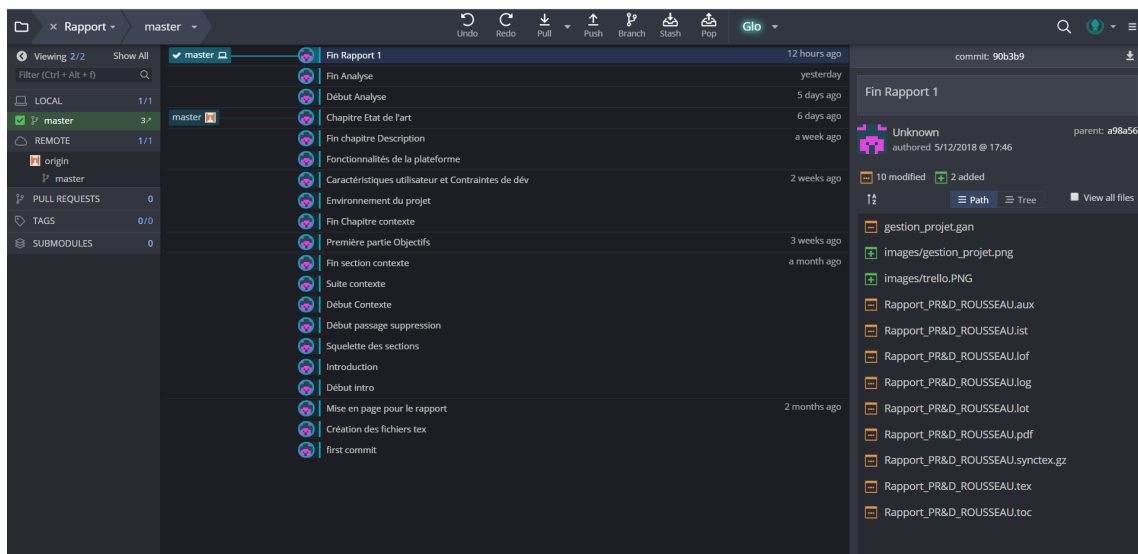 Rapport
master
Undo
Redo
Pull
Push
Branch
Stash
Pop
Glo
Viewing 2/2 Show All
Filter (Ctrl + Alt + f)
LOCAL 1/1
master 3
REMOTE 1/1
origin
master
PULL REQUESTS 0
TAGS 0/0
SUBMODULES 0
master Fin Rapport 1 12 hours ago
Fin Analyse yesterday
Début Analyse 5 days ago
master Chapitre Etat de l'art 6 days ago
Fin chapitre Description a week ago
Fonctionnalités de la plateforme
Caractéristiques utilisateur et Contraintes de dév 2 weeks ago
Environnement du projet
Fin Chapitre contexte
Première partie Objectifs 3 weeks ago
Fin section contexte a month ago
Suite contexte
Début Contexte
Début passage suppression
Squelette des sections
Introduction
Début intro
Mise en page pour le rapport 2 months ago
Création des fichiers tex
first commit
commit: 90b3b9
Fin Rapport 1
Unknown parent: a98a56
authored 5/12/2018 @ 17:46
10 modified 2 added
Path Tree View all files
gestion_projet.gan
images/gestion_projet.png
images/trello.PNG
Rapport_PR&D_ROUSSEAU.aux
Rapport_PR&D_ROUSSEAU.ist
Rapport_PR&D_ROUSSEAU.lof
Rapport_PR&D_ROUSSEAU.log
Rapport_PR&D_ROUSSEAU.lot
Rapport_PR&D_ROUSSEAU.pdf
Rapport_PR&D_ROUSSEAU.synctex.gz
Rapport_PR&D_ROUSSEAU.tex
Rapport_PR&D_ROUSSEAU.toc